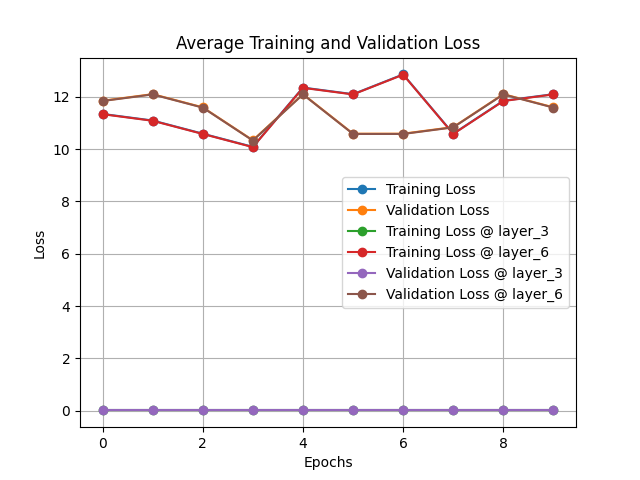 Average Training and Validation Loss
Loss
12
10
8
6
4
2
0
Training Loss
Validation Loss
Training Loss @ layer_3
Training Loss @ layer_6
Validation Loss @ layer_3
Validation Loss @ layer_6
0 2 4 6 8
Epochs